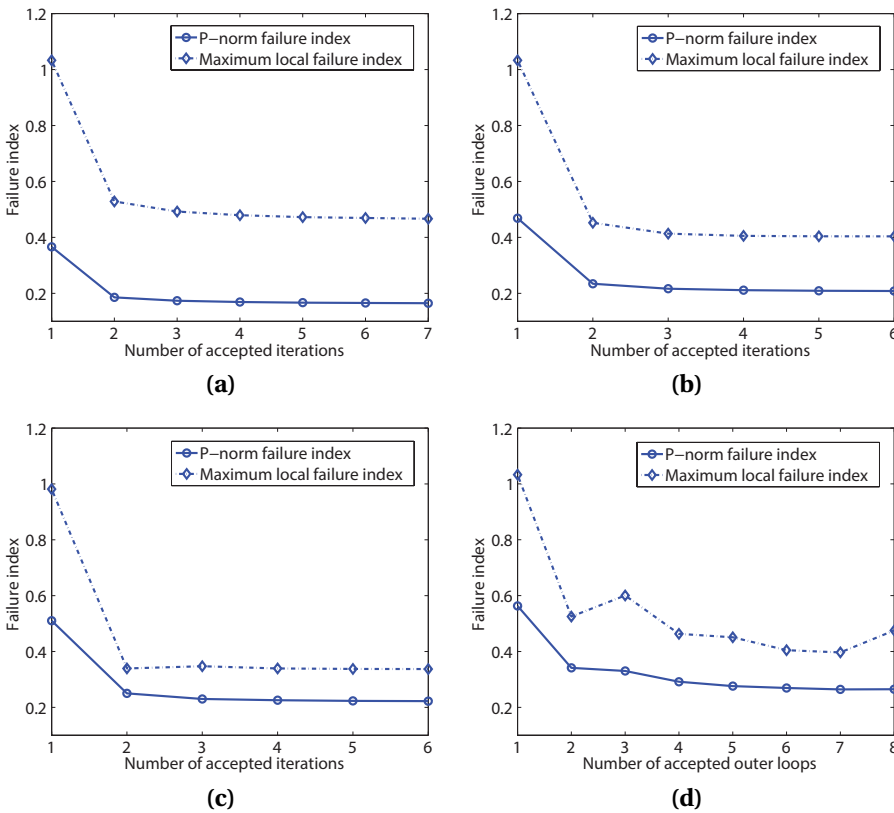 1.2
1
0.8
0.6
0.4
0.2
Failure index
P−norm failure index
Maximum local failure index
1 2 3 4 5 6 7
Number of accepted iterations
(a)
1.2
1
0.8
0.6
0.4
0.2
Failure index
P−norm failure index
Maximum local failure index
1 2 3 4 5 6
Number of accepted iterations
(b)
1.2
1
0.8
0.6
0.4
0.2
Failure index
P−norm failure index
Maximum local failure index
1 2 3 4 5 6
Number of accepted iterations
(c)
1.2
1
0.8
0.6
0.4
0.2
Failure index
P−norm failure index
Maximum local failure index
1 2 3 4 5 6 7 8
Number of accepted outer loops
(d)